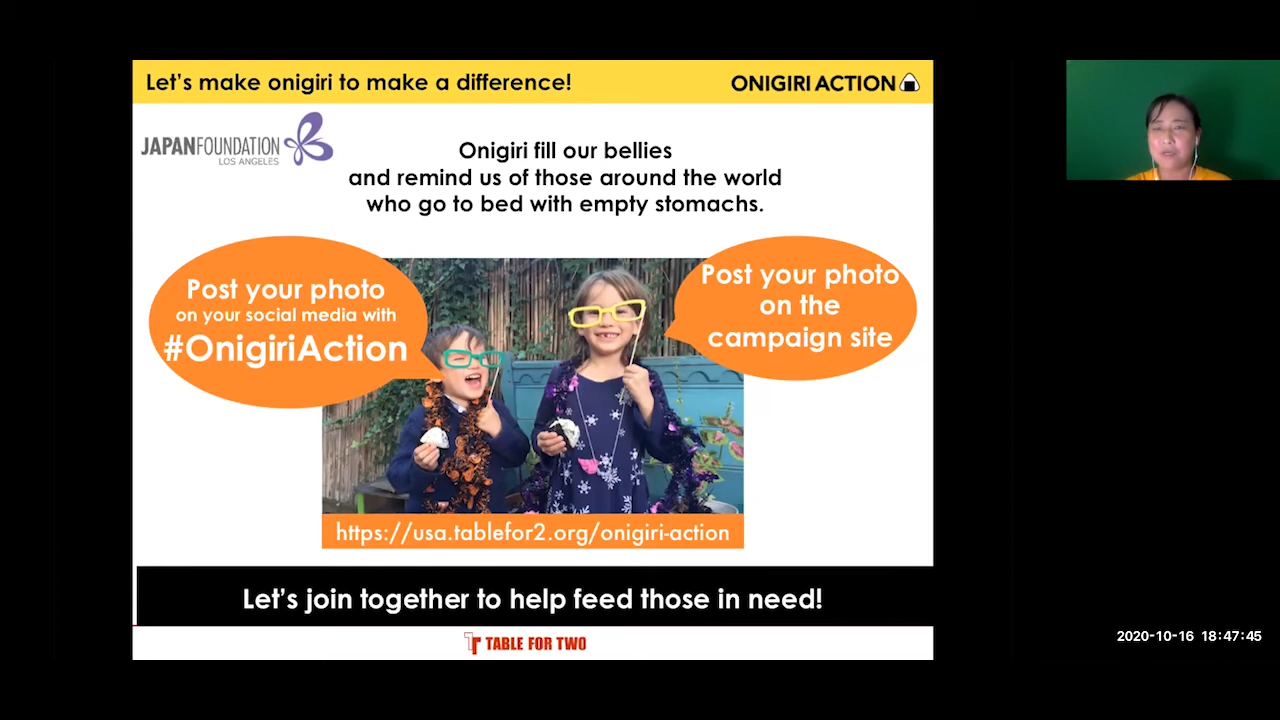 Let's make onigiri to make a difference!
ONIGIRI ACTION
JAPANFOUNDATION
LOS ANGELES
Onigiri fill our bellies
and remind us of those around the world
who go to bed with empty stomachs.
Post your photo
on your social media with
#OnigiriAction
Post your photo
on the
campaign site
https://usa.tablefor2.org/onigiri-action
Let's join together to help feed those in need!
TABLE FOR TWO
2020-10-16 18:47:45